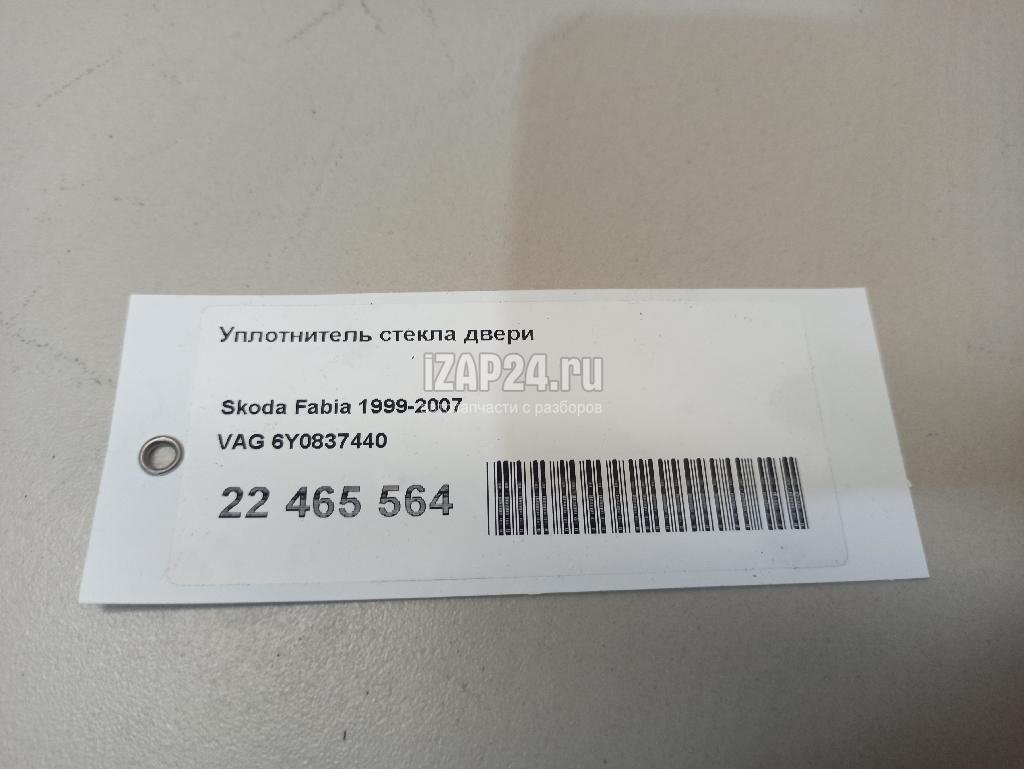 Уплотнитель стекла двери
iZAP24.ru
Skoda Fabia 1999-2007
запчасти с разборов
VAG 6Y0837440
22 465 564